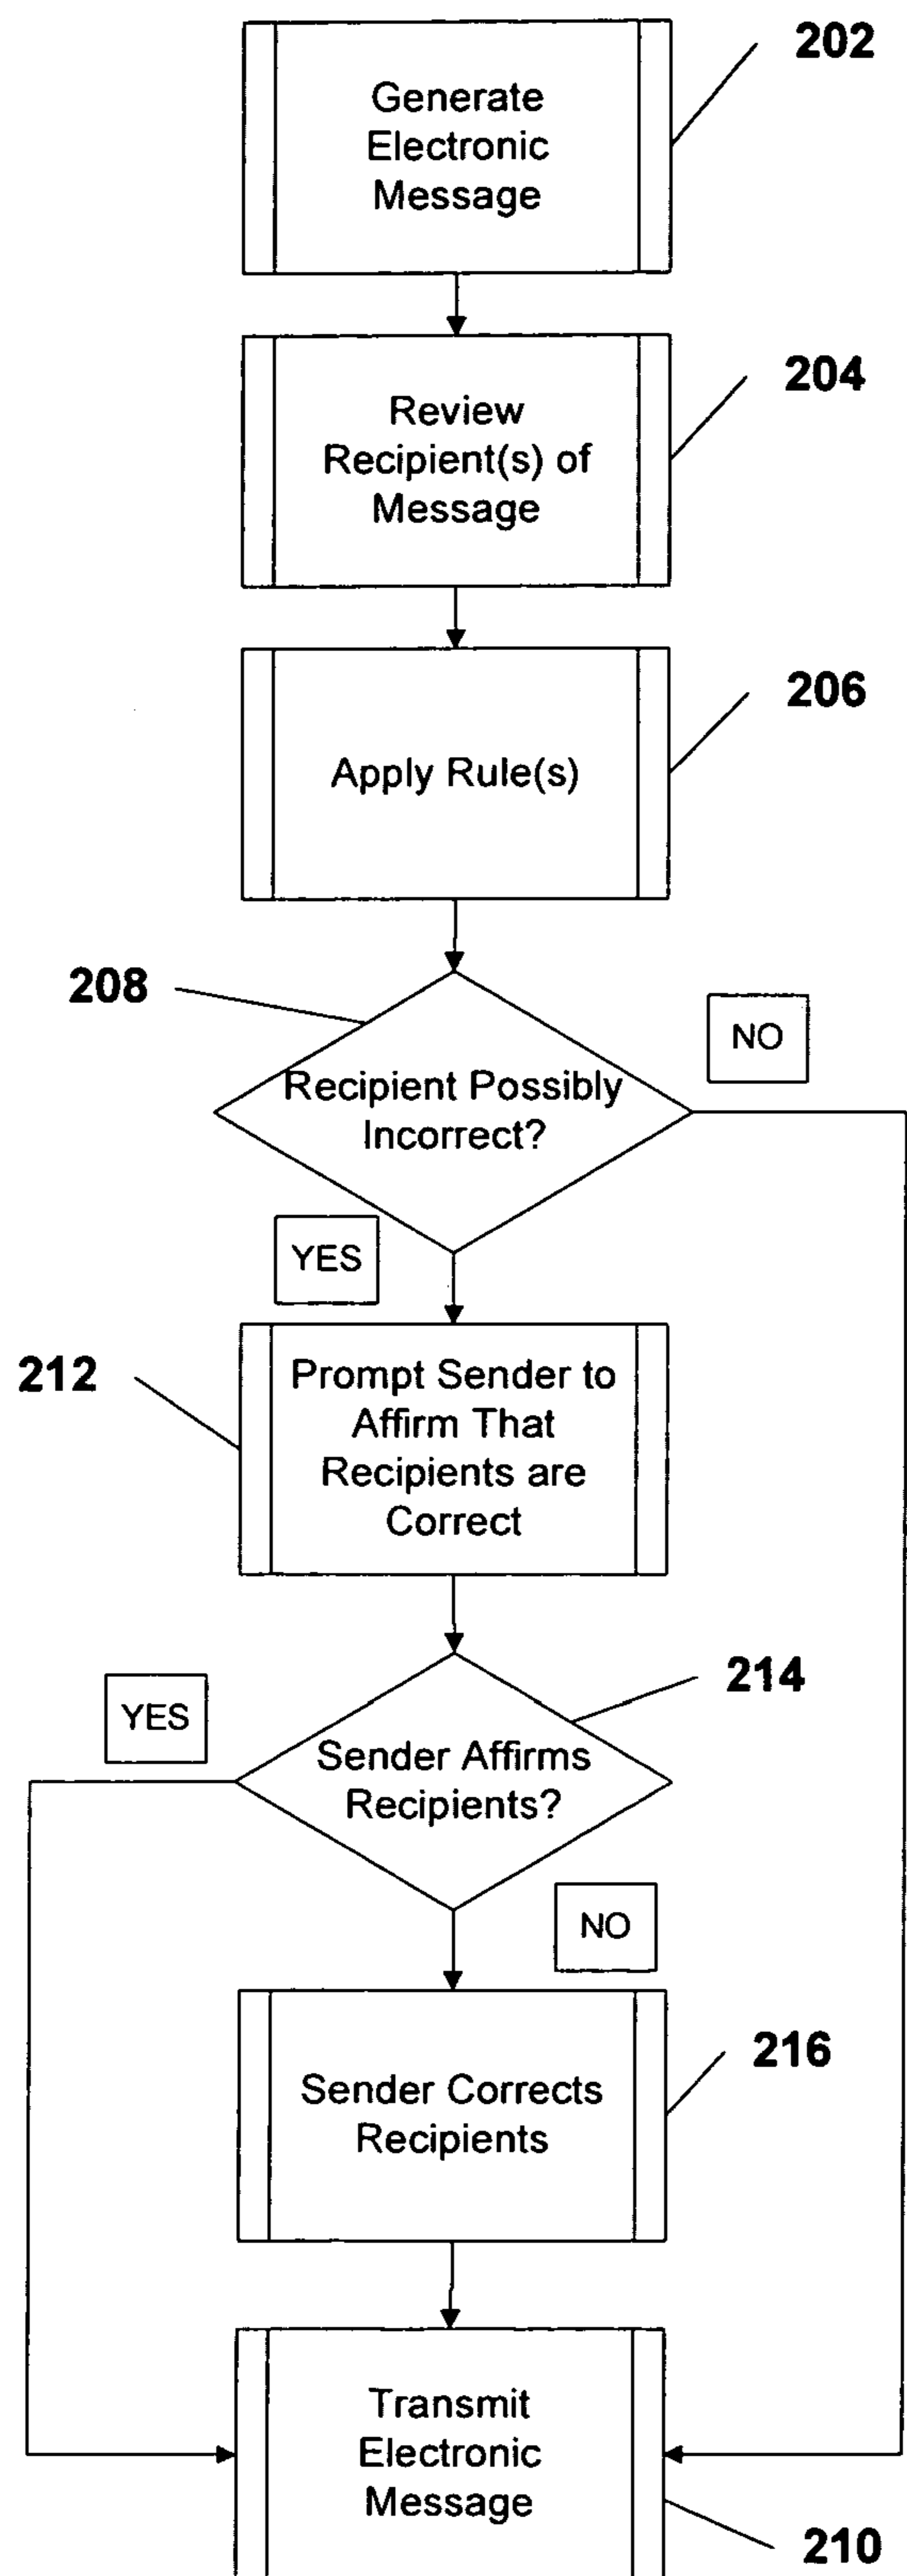 202
Generate
Electronic
Message
204
Review
Recipient(s) of
Message
206
Apply Rule(s)
208
NO
Recipient Possibly
Incorrect?
YES
212
Prompt Sender to
Affirm That
Recipients are
Correct
214
YES
Sender Affirms
Recipients?
NO
216
Sender Corrects
Recipients
Transmit
Electronic
Message
210